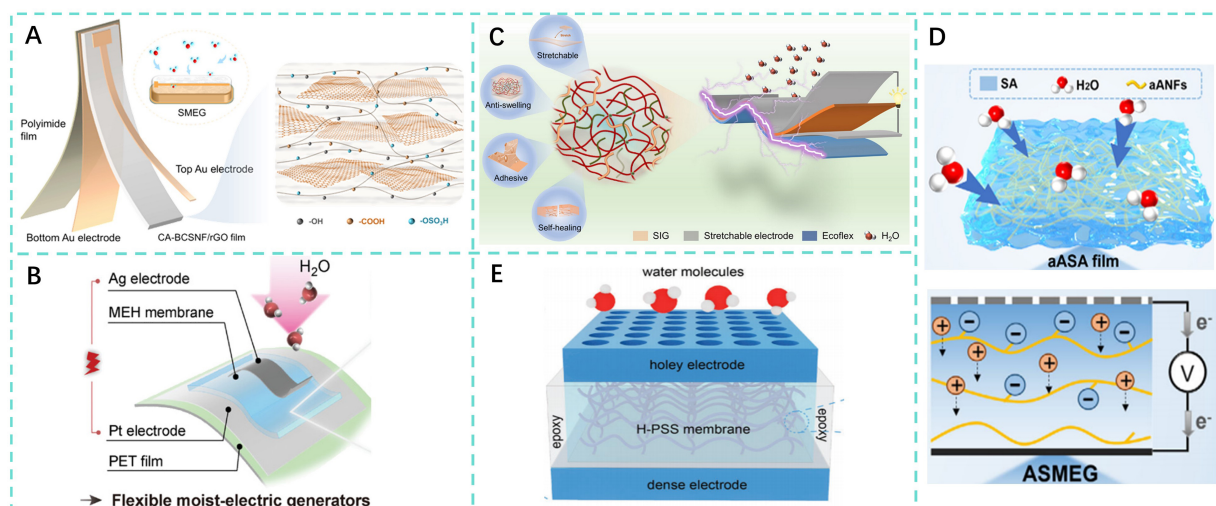 A
Polyimide
film
SMEG
Top Au electrode
Bottom Au electrode
CA-BCSNF/rGO film
-OH
-COOH
-OSO3H
B
H2O
Ag electrode
MEH membrane
Pt electrode
PET film
→ Flexible moist-electric generators
C
Stretchable
Anti-swelling
Adhesive
Self-healing
SIG
Stretchable electrode
Ecoflex
H2O
E
water molecules
holey electrode
epoxy
H-PSS membrane
epoxy
dense electrode
D
SA
H2O
aANFs
aASA film
e-
V
e-
ASMEG